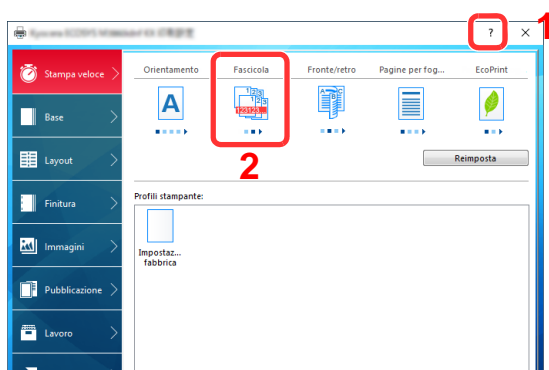 ? × 1
Stampa veloce
Orientamento Fascicola Fronte/retro Pagine per fog... EcoPrint
Base
2
Layout
Reimposta
Profili stampante:
Finitura
Impostaz...
fabbrica
Immagini
Pubblicazione
Lavoro